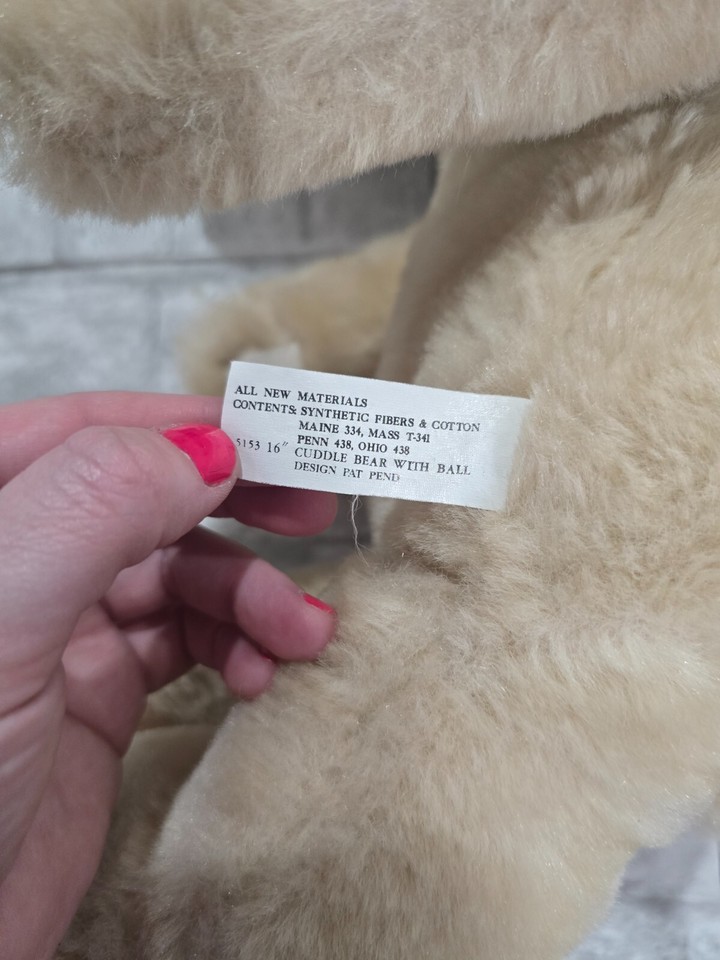 ALL NEW MATERIALS
CONTENTS: SYNTHETIC FIBERS & COTTON
MAINE 334, MASS T-341
PENN 438, OHIO 438
5153 16" CUDDLE BEAR WITH BALL
DESIGN PAT PEND